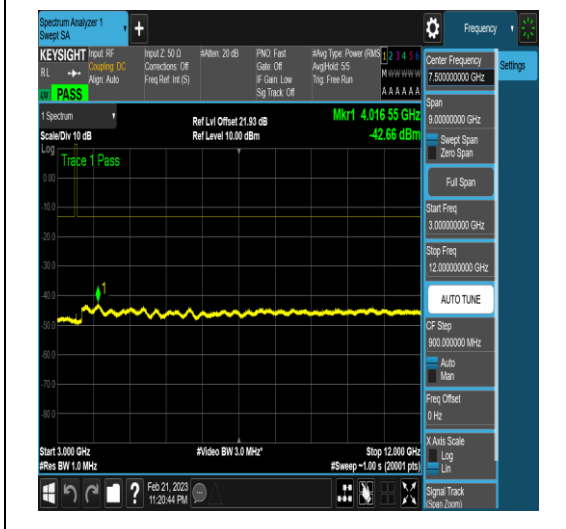 Spectrum Analyzer 1
Swept SA
+
Frequency
KEYSIGHT
RL
PASS
Input: RF
Coupling: DC
Align: Auto
Input Z: 50 Ω
Corrections: Off
Freq Ref: Int (S)
#Atten: 20 dB
PNO: Fast
Gate: Off
IF Gain: Low
Sig Track: Off
#Avg Type: Power (RMS
Avg|Hold: 5/5
Trig: Free Run
1 2 3 4 5 6
M W W W W W
A A A A A A
1 Spectrum
Scale/Div 10 dB
Ref Lvl Offset 21.93 dB
Ref Level 10.00 dBm
Mkr1 4.016 55 GHz
-42.66 dBm
Log
Trace 1 Pass
0.00
-10.0
-20.0
-30.0
-40.0
-50.0
-60.0
-70.0
-80.0
1
Start 3.000 GHz
#Res BW 1.0 MHz
#Video BW 3.0 MHz*
Stop 12.000 GHz
#Sweep ~1.00 s (20001 pts)
?
Feb 21, 2023
11:20:44 PM
Center Frequency
7.500000000 GHz
Settings
Span
9.00000000 GHz
Swept Span
Zero Span
Full Span
Start Freq
3.000000000 GHz
Stop Freq
12.000000000 GHz
AUTO TUNE
CF Step
900.000000 MHz
Auto
Man
Freq Offset
0 Hz
X Axis Scale
Log
Lin
Signal Track
(Span Zoom)